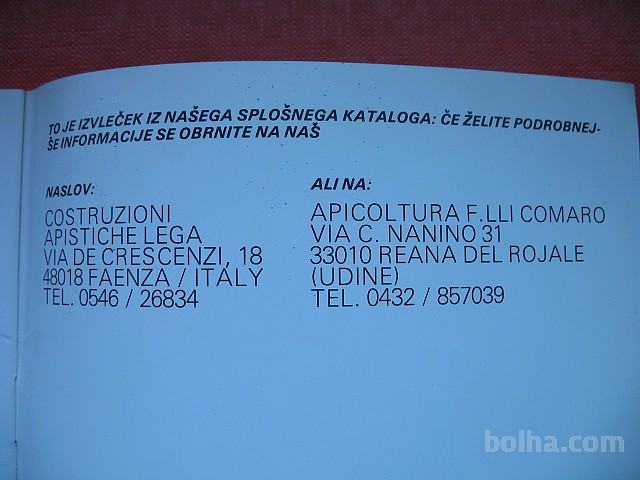 TO JE IZVLEČEK IZ NAŠEGA SPLOŠNEGA KATALOGA: ČE ŽELITE PODROBNEJ-
ŠE INFORMACIJE SE OBRNITE NA NAŠ
NASLOV:
COSTRUZIONI
APISTICHE LEGA
VIA DE CRESCENZI, 18
48018 FAENZA / ITALY
TEL. 0546 / 26834
ALI NA:
APICOLTURA F.LLI COMARO
VIA C. NANINO 31
33010 REANA DEL ROJALE
(UDINE)
TEL. 0432 / 857039
bolha.com